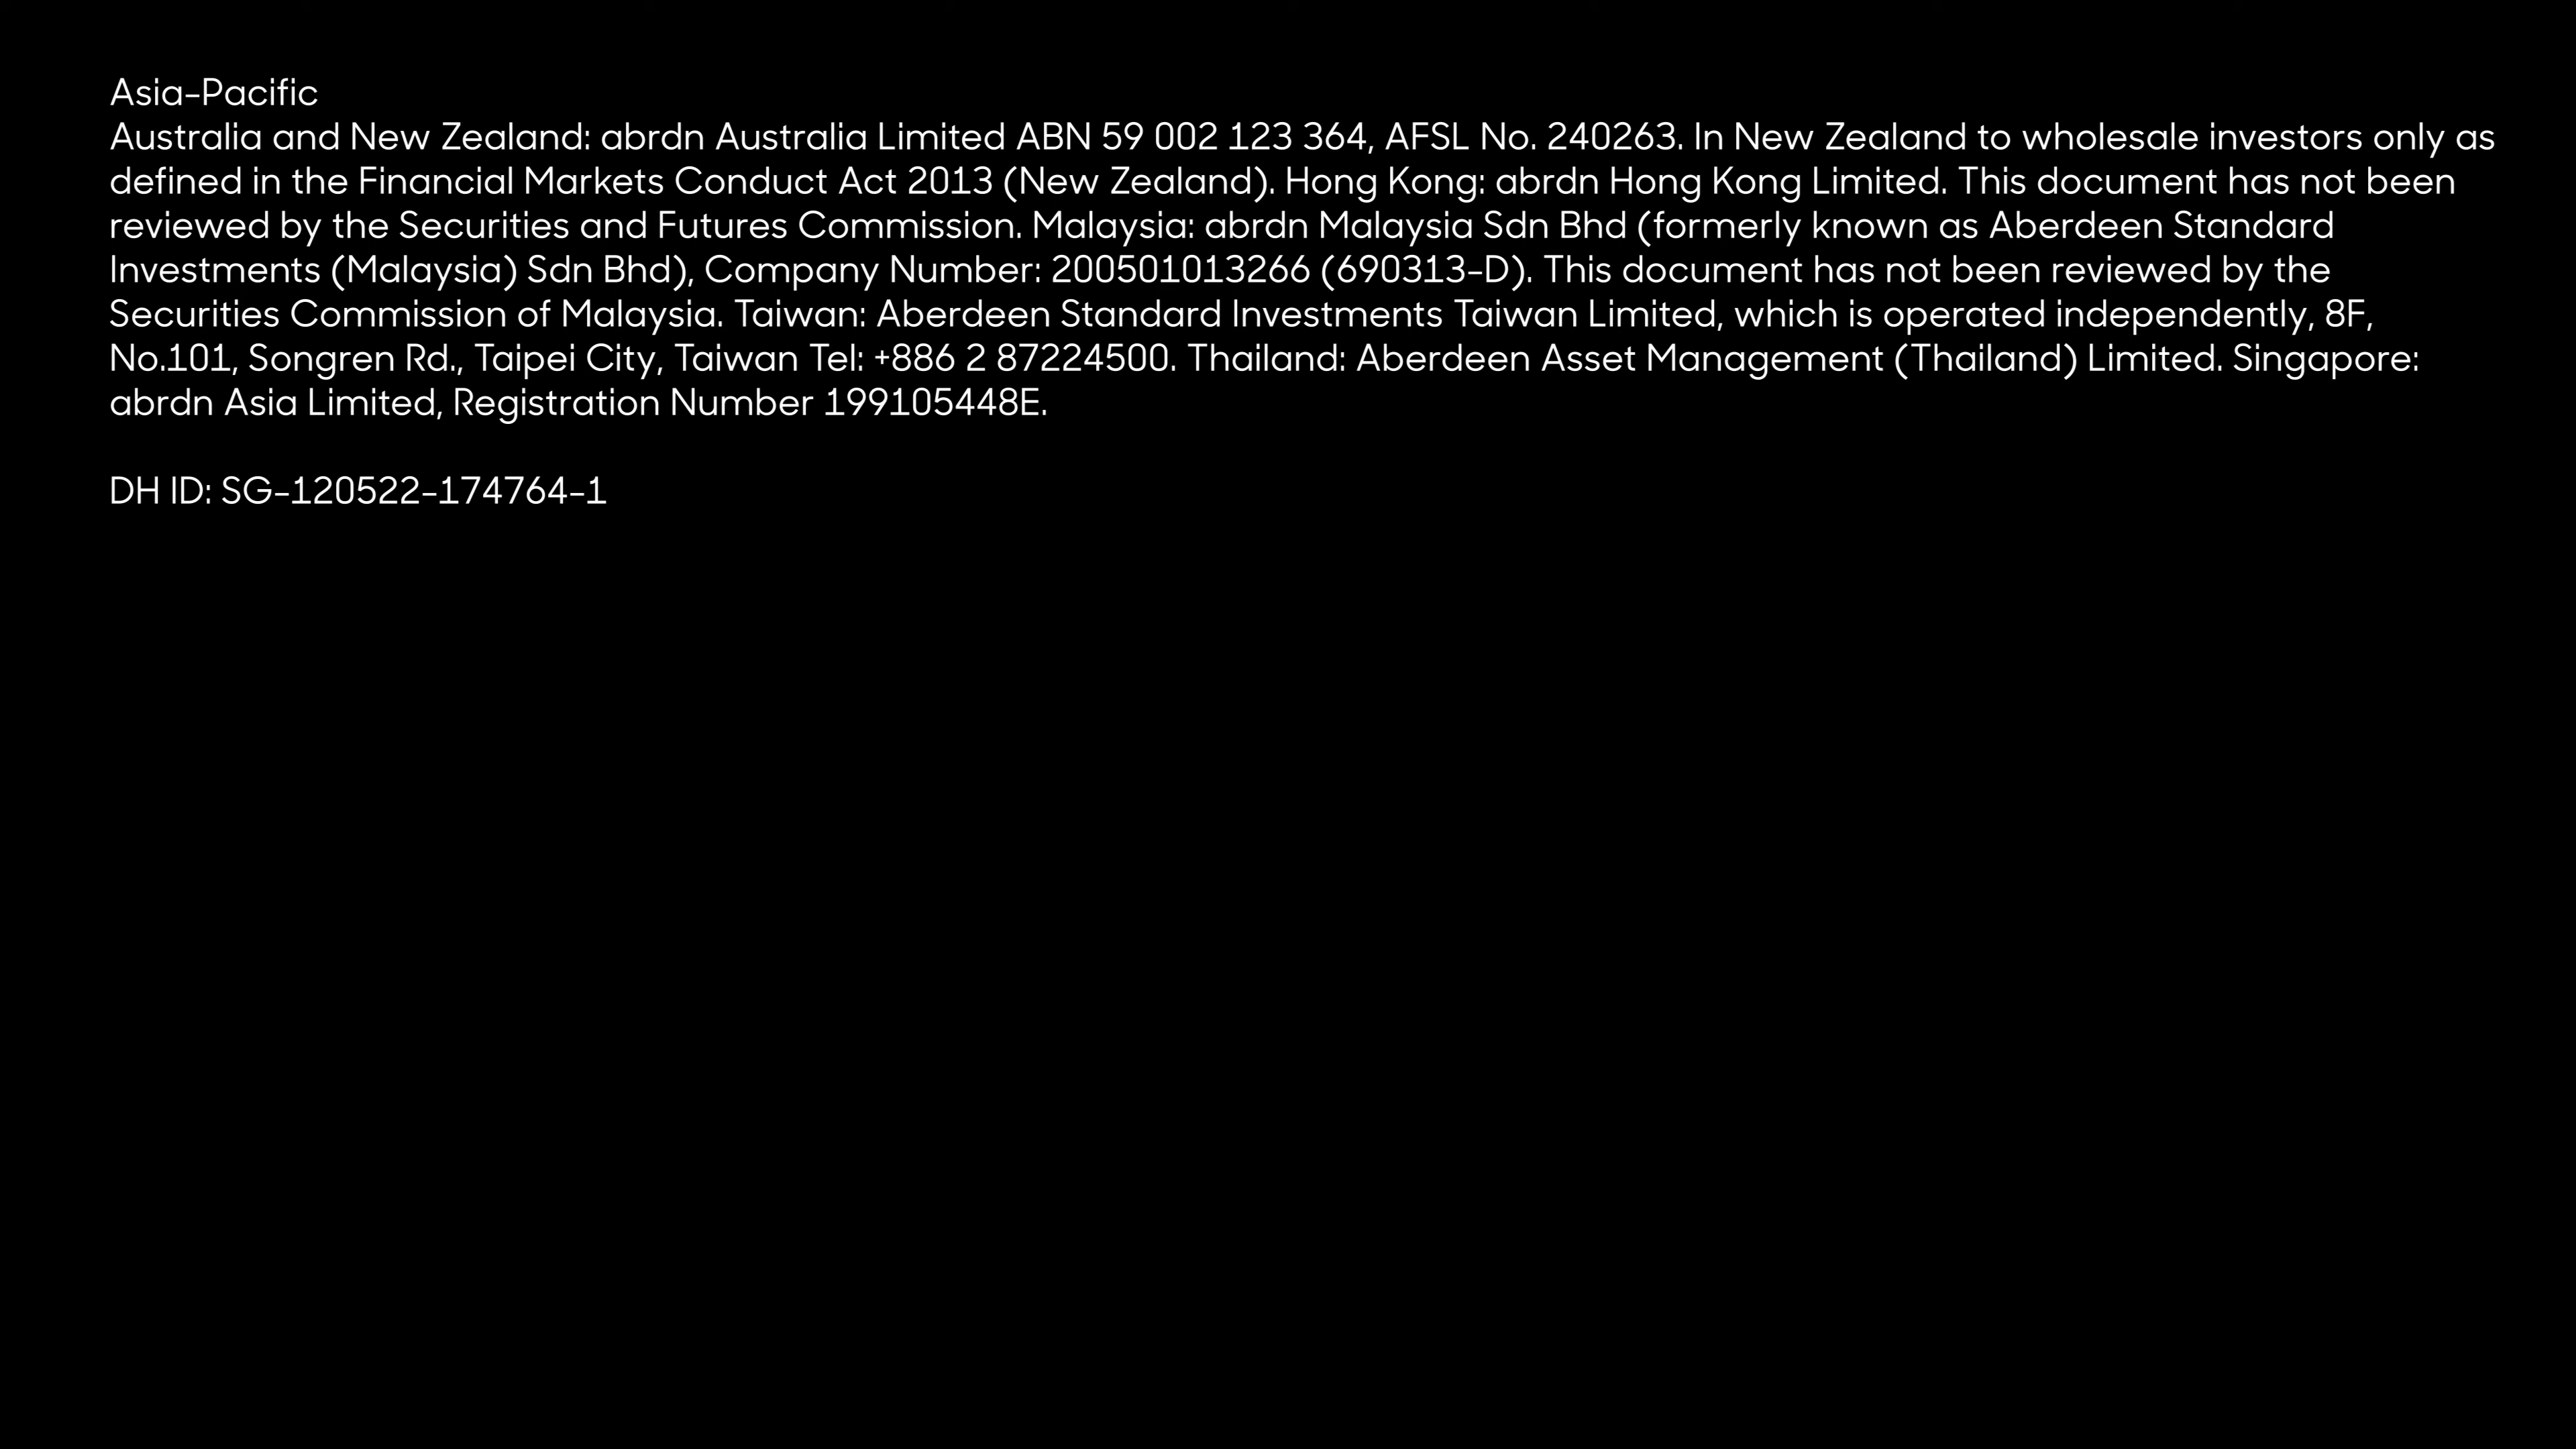 Asia-Pacific
Australia and New Zealand: abrdn Australia Limited ABN 59 002 123 364, AFSL No. 240263. In New Zealand to wholesale investors only as
defined in the Financial Markets Conduct Act 2013 (New Zealand). Hong Kong: abrdn Hong Kong Limited. This document has not been
reviewed by the Securities and Futures Commission. Malaysia: abrdn Malaysia Sdn Bhd (formerly known as Aberdeen Standard
Investments (Malaysia) Sdn Bhd), Company Number: 200501013266 (690313-D). This document has not been reviewed by the
Securities Commission of Malaysia. Taiwan: Aberdeen Standard Investments Taiwan Limited, which is operated independently, 8F,
No.101, Songren Rd., Taipei City, Taiwan Tel: +886 2 87224500. Thailand: Aberdeen Asset Management (Thailand) Limited. Singapore:
abrdn Asia Limited, Registration Number 199105448E.
DH ID: SG-120522-174764-1